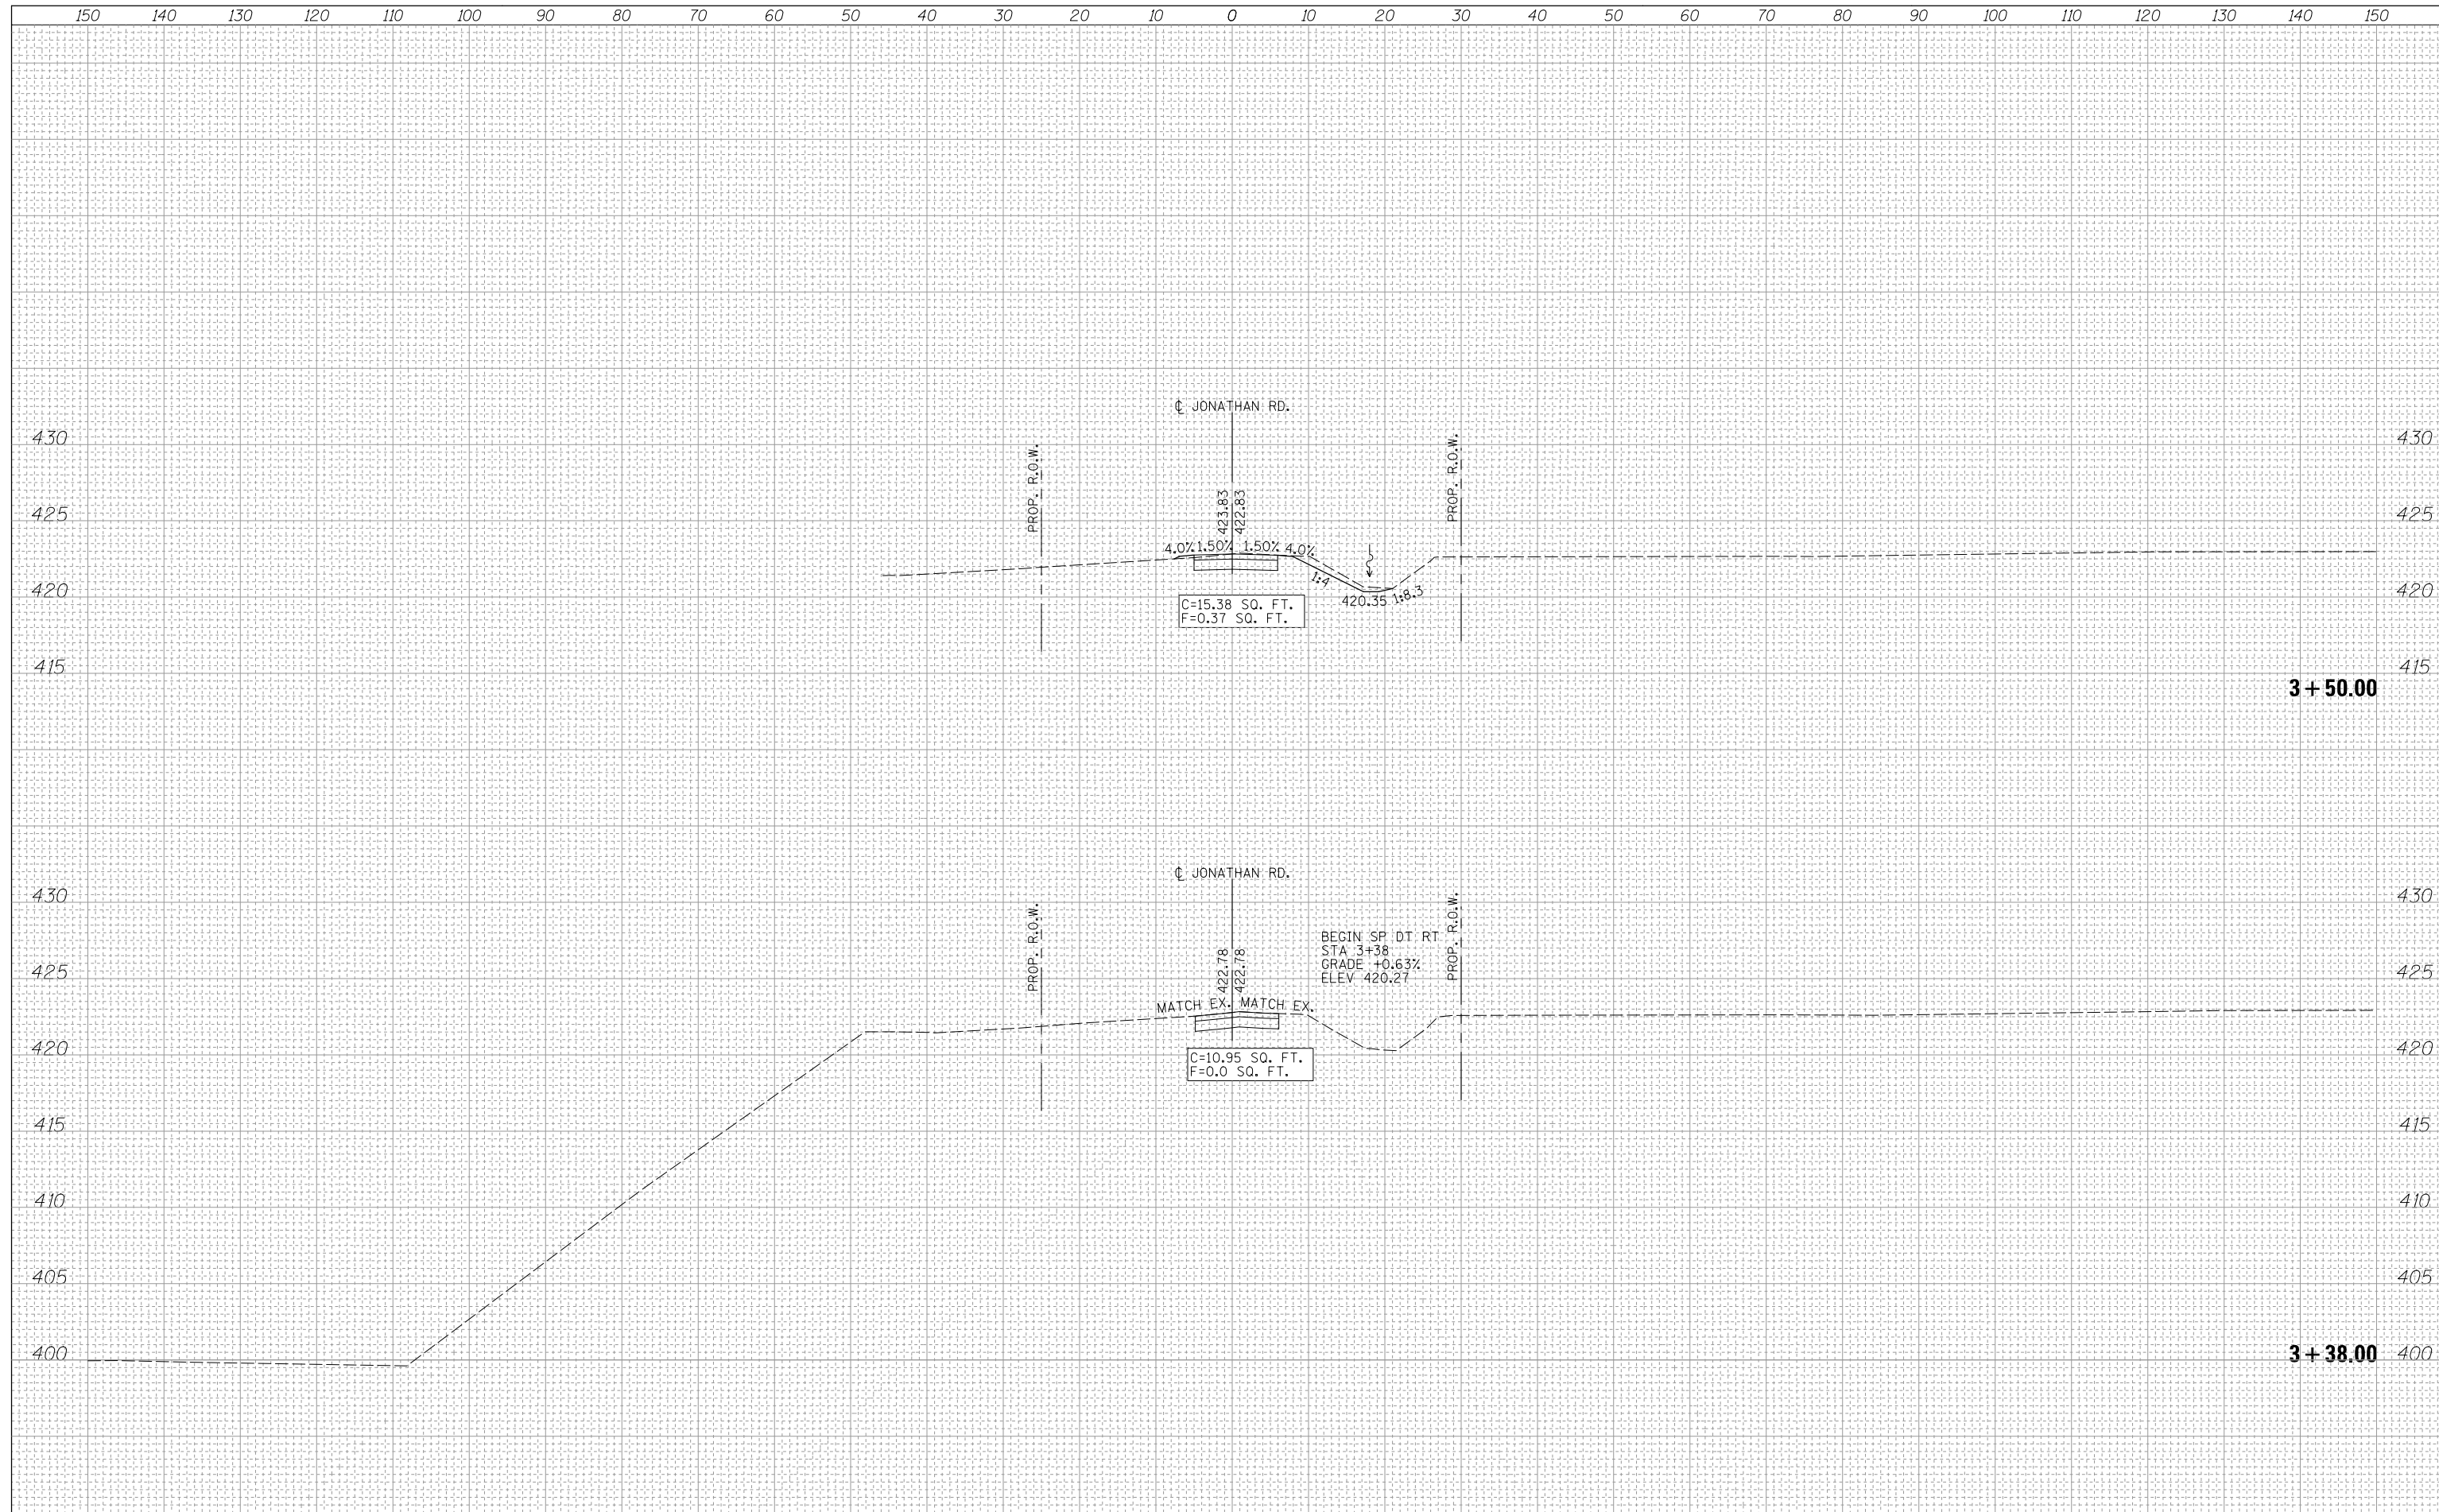 150 140 130 120 110 100 90 80 70 60 50 40 30 20 10 0 10 20 30 40 50 60 70 80 90 100 110 120 130 140 150
℄ JONATHAN RD.
430 430
PROP. R.O.W.
PROP. R.O.W.
423.83
422.83
425 425
4.0% 1.50% 1.50% 4.0%
1:4
420 420
420.35 1:8.3
C=15.38 SQ. FT.
F=0.37 SQ. FT.
415 415
3+50.00
℄ JONATHAN RD.
430 430
PROP. R.O.W.
PROP. R.O.W.
BEGIN SP DT RT
STA 3+38
GRADE +0.63%
ELEV 420.27
422.78
422.78
425 425
MATCH EX. MATCH EX.
420 420
C=10.95 SQ. FT.
F=0.0 SQ. FT.
415 415
410 410
405 405
400 3+38.00 400